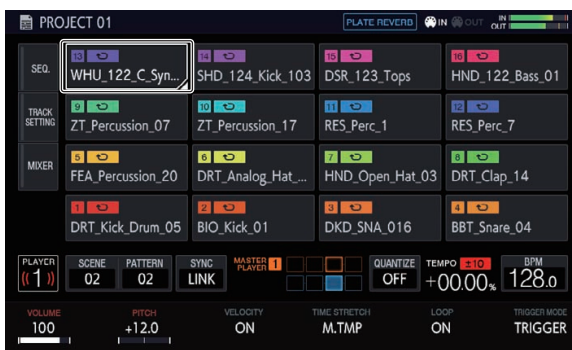 PROJECT 01 PLATE REVERB IN OUT IN OUT
SEQ.
13
WHU_122_C_Syn...
14
SHD_124_Kick_103
15
DSR_123_Tops
16
HND_122_Bass_01
TRACK SETTING
9
ZT_Percussion_07
10
ZT_Percussion_17
11
RES_Perc_1
12
RES_Perc_7
MIXER
5
FEA_Percussion_20
6
DRT_Analog_Hat_...
7
HND_Open_Hat_03
8
DRT_Clap_14
1
DRT_Kick_Drum_05
2
BIO_Kick_01
3
DKD_SNA_016
4
BBT_Snare_04
PLAYER
1
SCENE
02
PATTERN
02
SYNC
LINK
MASTER PLAYER 1
QUANTIZE
OFF
TEMPO ±10
+00.00%
BPM
128.0
VOLUME
100
PITCH
+12.0
VELOCITY
ON
TIME STRETCH
M.TMP
LOOP
ON
TRIGGER MODE
TRIGGER